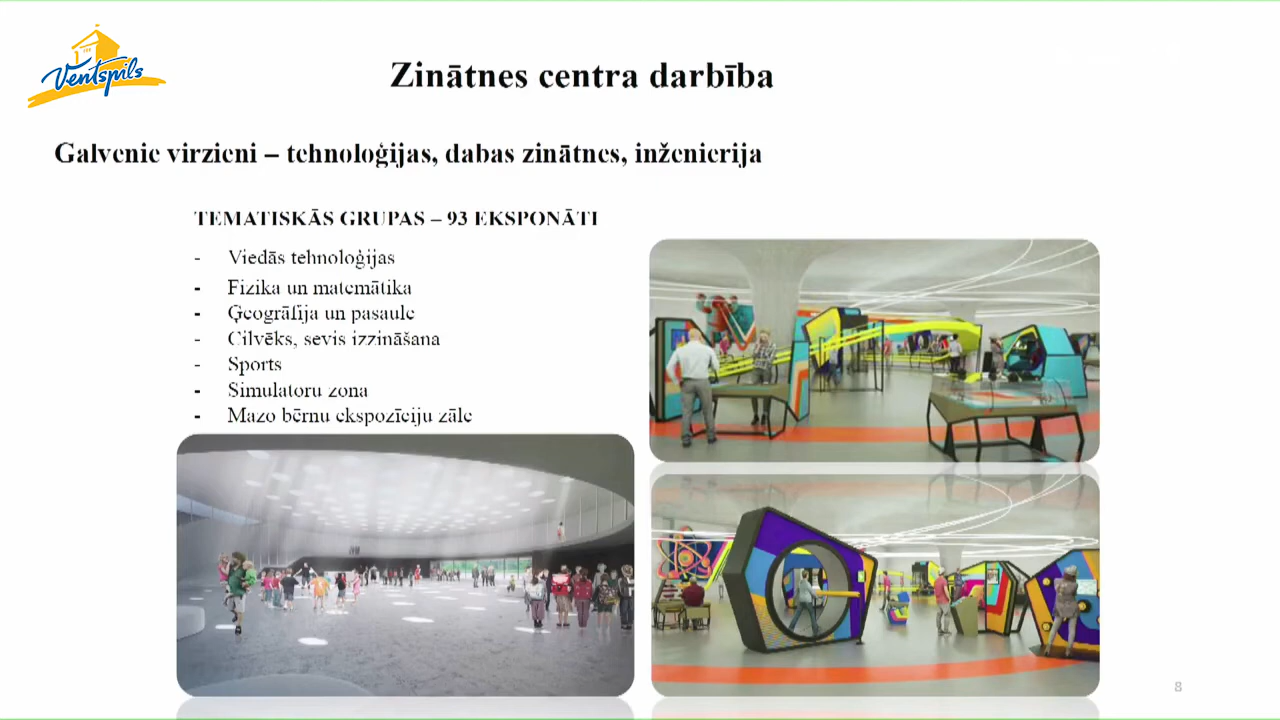 Ventspils
Zinātnes centra darbība
Galvenie virzieni – tehnoloģijas, dabas zinātnes, inženierija
TEMATISKĀS GRUPAS – 93 EKSPONĀTI
- Viedās tehnoloģijas
- Fizika un matemātika
- Ģeogrāfija un pasaule
- Cilvēks, sevis izzināšana
- Sports
- Simulatoru zona
- Mazo bērnu ekspozīciju zāle
8